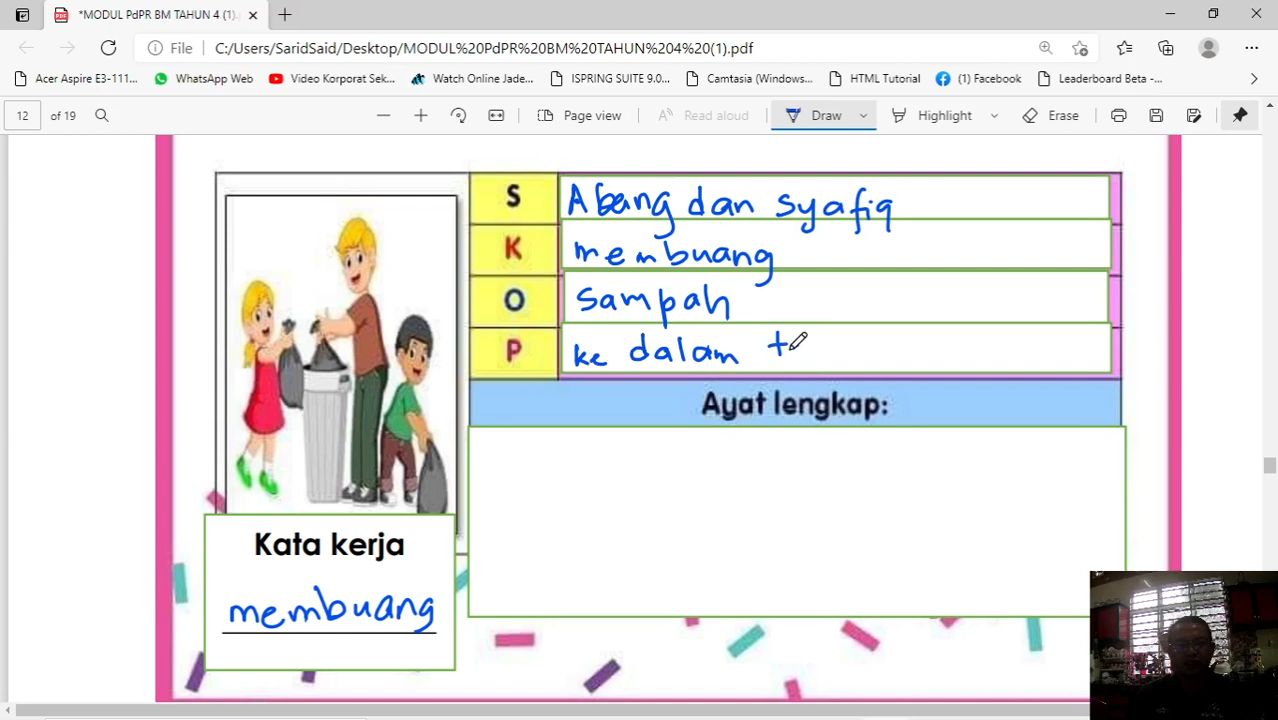 *MODUL PdPR BM TAHUN 4 (1).pdf
File C:/Users/SaridSaid/Desktop/MODUL%20PdPR%20BM%20TAHUN%204%20(1).pdf
Acer Aspire E3-111... WhatsApp Web Video Korporat Sek... Watch Online Jade... ISPRING SUITE 9.0... Camtasia (Windows... HTML Tutorial (1) Facebook Leaderboard Beta -...
12 of 19 Page view Read aloud Draw Highlight Erase
S Abang dan syafiq
K membuang
O sampah
P ke dalam t
Ayat lengkap:
Kata kerja
membuang